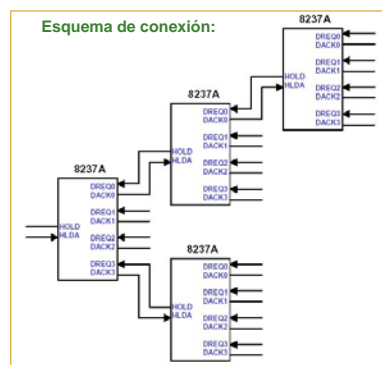 Esquema de conexión:
8237A
DREQ0
DACK0
DREQ1
DACK1
HOLD
HLDA
DREQ2
DACK2
DREQ3
DACK3
8237A
DREQ0
DACK0
DREQ1
DACK1
HOLD
HLDA
DREQ2
DACK2
DREQ3
DACK3
8237A
DREQ0
DACK0
DREQ1
DACK1
HOLD
HLDA
DREQ2
DACK2
DREQ3
DACK3
8237A
DREQ0
DACK0
DREQ1
DACK1
HOLD
HLDA
DREQ2
DACK2
DREQ3
DACK3